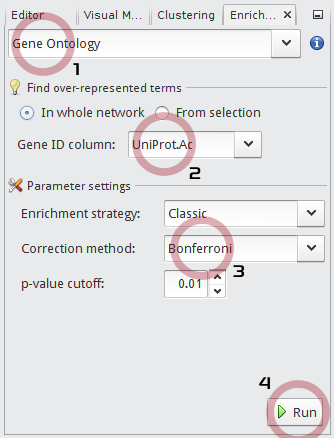 Editor Visual M... Clustering Enrich...
Gene Ontology
1
Find over-represented terms
In whole network From selection
Gene ID column: UniProt.Ac
2
Parameter settings
Enrichment strategy: Classic
Correction method: Bonferroni
3
p-value cutoff: 0.01
4
Run